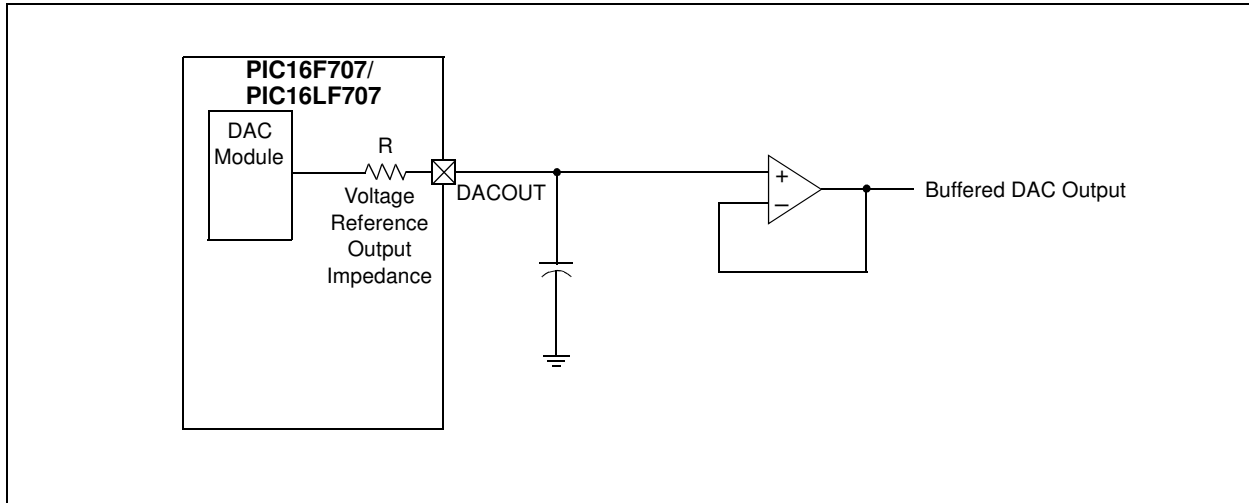 PIC16F707/
PIC16LF707
DAC
Module
R
Voltage
Reference
Output
Impedance
DACOUT
+
–
Buffered DAC Output